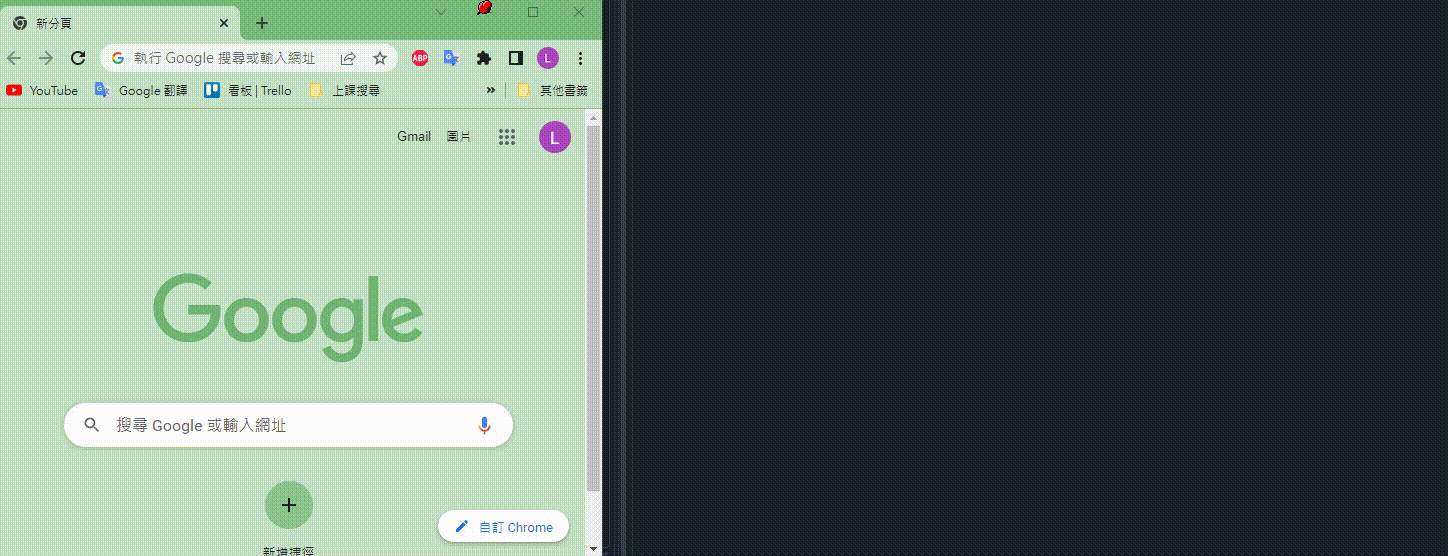 新分頁
執行 Google 搜尋或輸入網址
ABP
L
YouTube
Google 翻譯
看板 | Trello
上課搜尋
»
其他書籤
Gmail
圖片
L
Google
搜尋 Google 或輸入網址
自訂 Chrome
新增捷徑